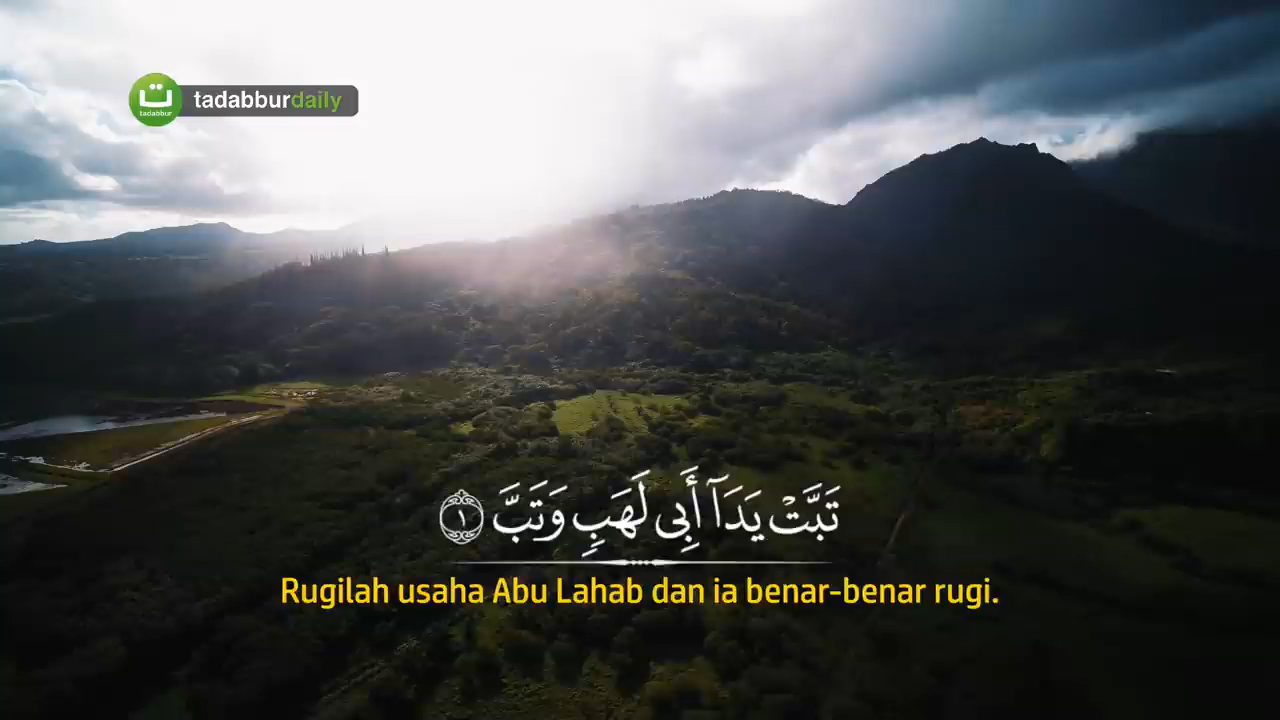 ت
tadabbur
tadabburdaily
تَبَّتْ يَدَآ أَبِى لَهَبٍ وَتَبَّ ١
Rugilah usaha Abu Lahab dan ia benar-benar rugi.